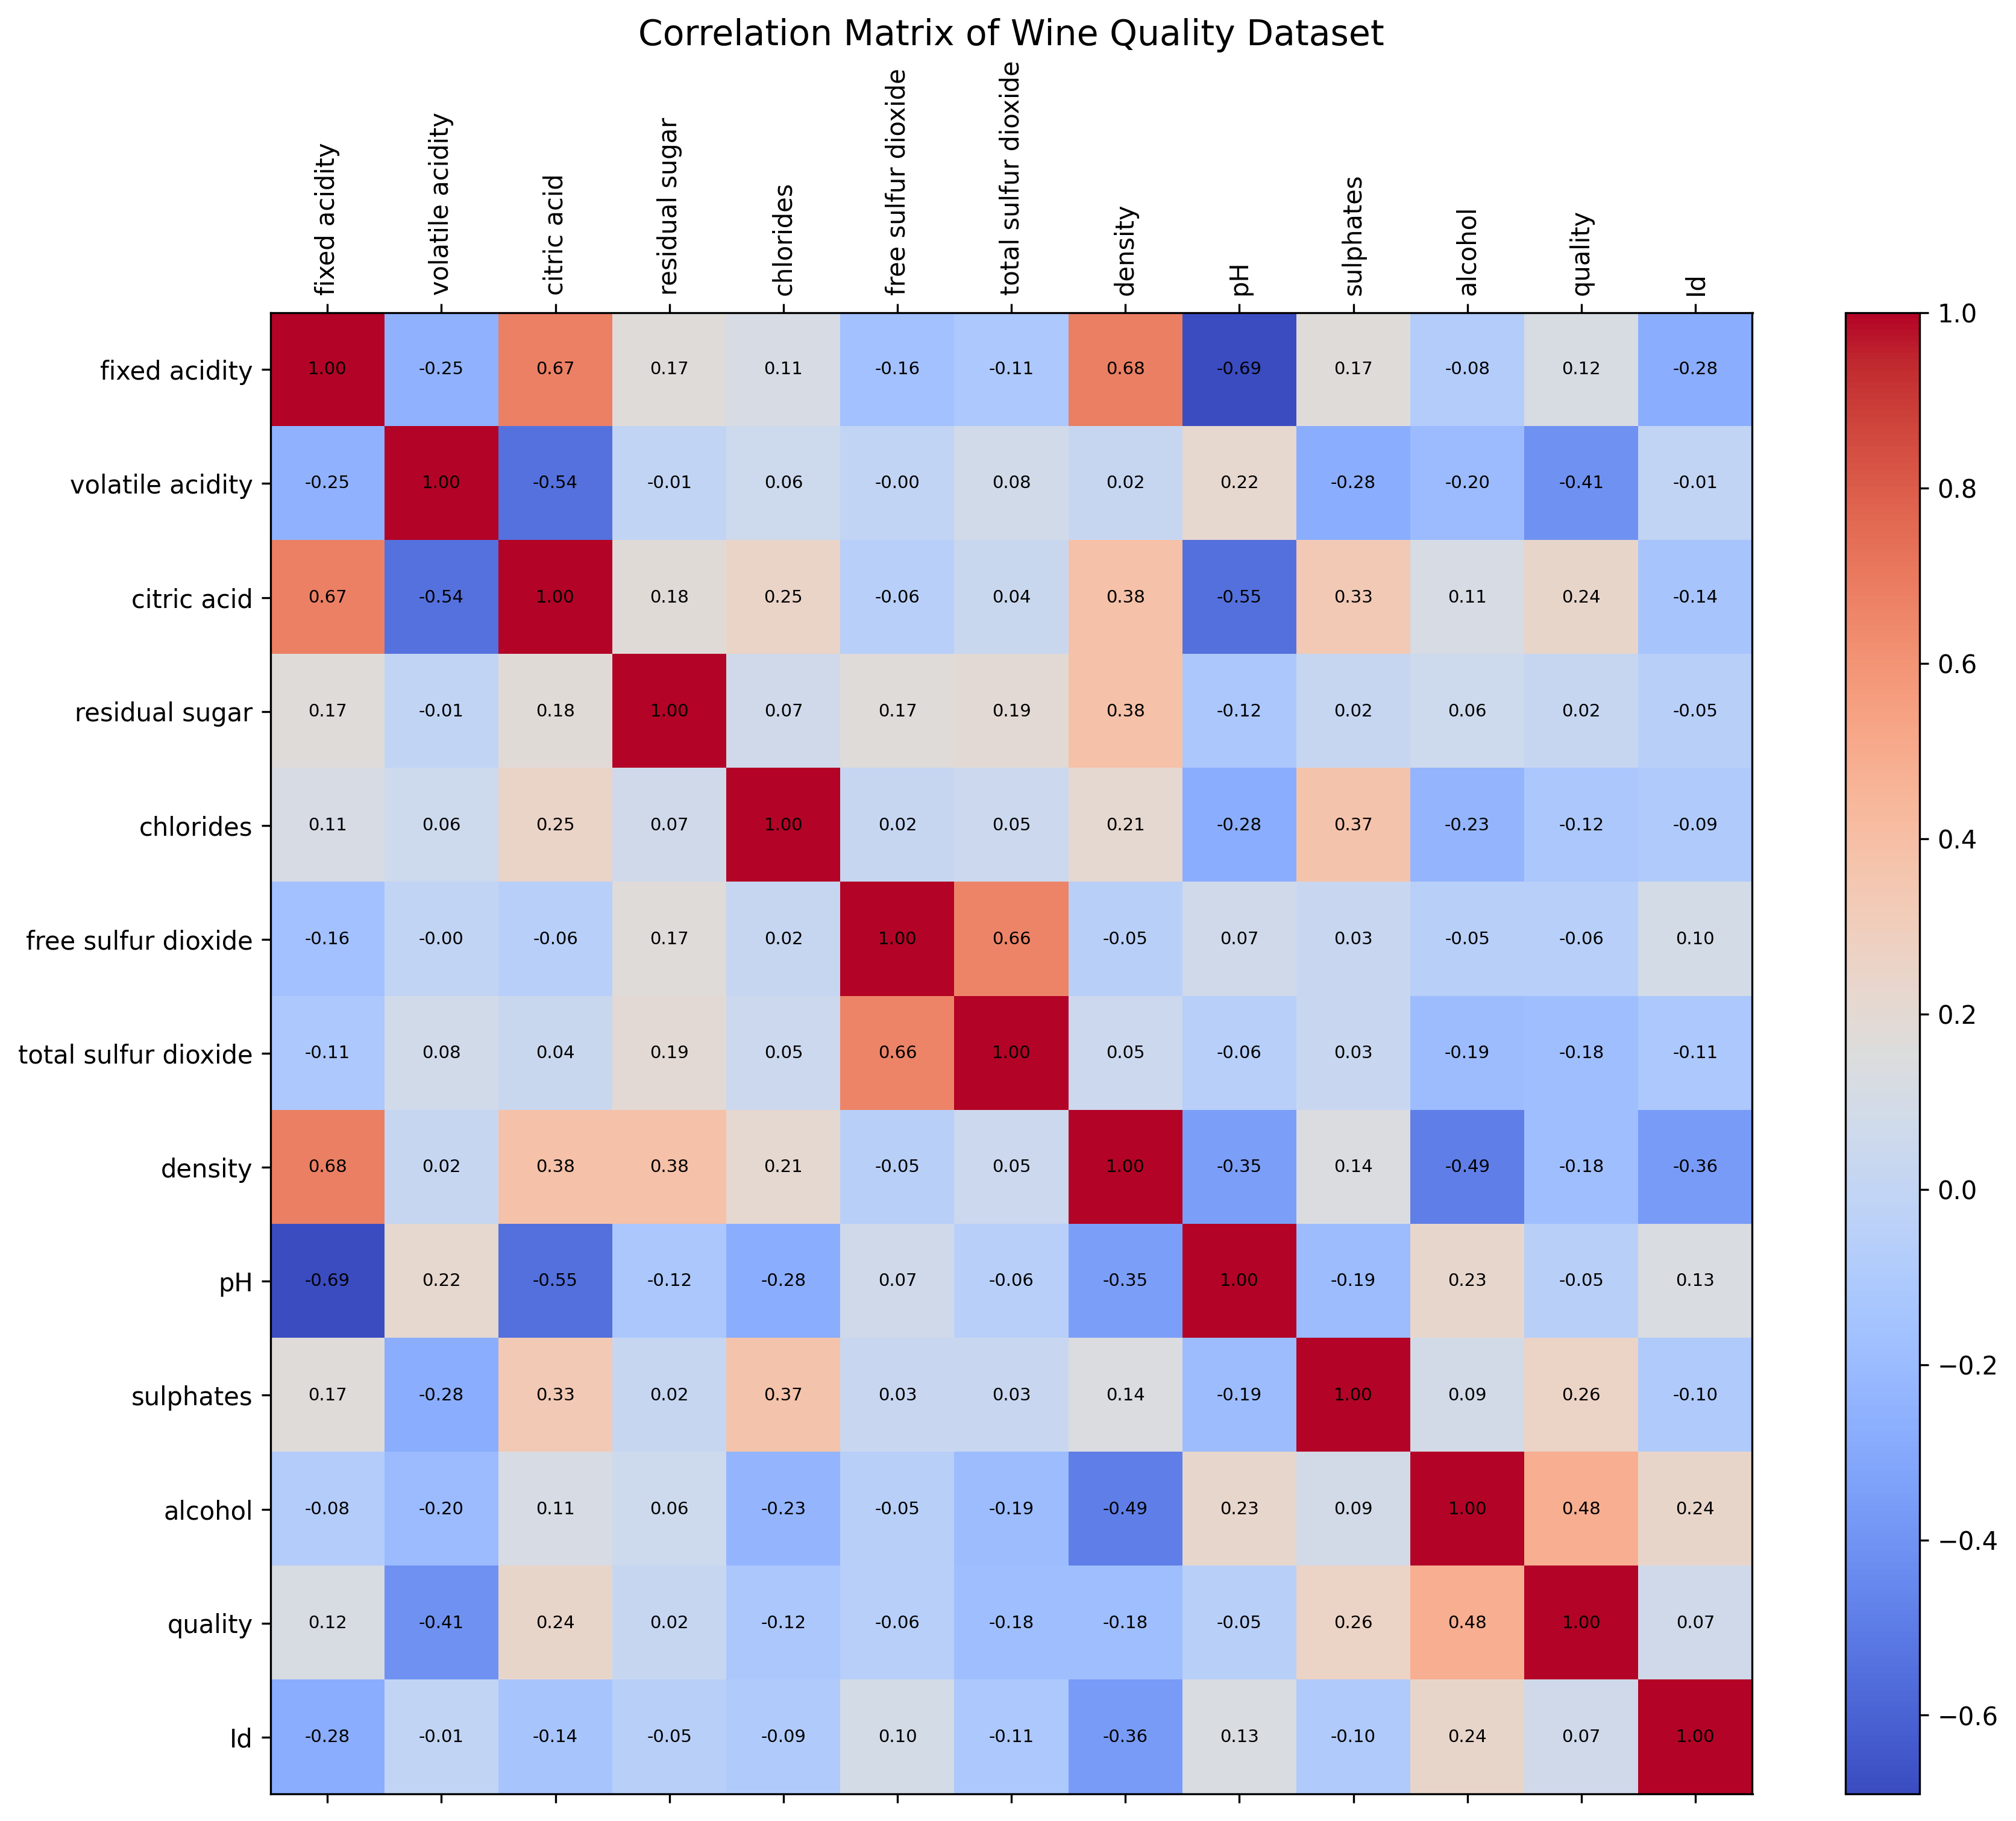 Correlation Matrix of Wine Quality Dataset
fixed acidity
volatile acidity
citric acid
residual sugar
chlorides
free sulfur dioxide
total sulfur dioxide
density
pH
sulphates
alcohol
quality
Id
fixed acidity 1.00 -0.25 0.67 0.17 0.11 -0.16 -0.11 0.68 -0.69 0.17 -0.08 0.12 -0.28
volatile acidity -0.25 1.00 -0.54 -0.01 0.06 -0.00 0.08 0.02 0.22 -0.28 -0.20 -0.41 -0.01
citric acid 0.67 -0.54 1.00 0.18 0.25 -0.06 0.04 0.38 -0.55 0.33 0.11 0.24 -0.14
residual sugar 0.17 -0.01 0.18 1.00 0.07 0.17 0.19 0.38 -0.12 0.02 0.06 0.02 -0.05
chlorides 0.11 0.06 0.25 0.07 1.00 0.02 0.05 0.21 -0.28 0.37 -0.23 -0.12 -0.09
free sulfur dioxide -0.16 -0.00 -0.06 0.17 0.02 1.00 0.66 -0.05 0.07 0.03 -0.05 -0.06 0.10
total sulfur dioxide -0.11 0.08 0.04 0.19 0.05 0.66 1.00 0.05 -0.06 0.03 -0.19 -0.18 -0.11
density 0.68 0.02 0.38 0.38 0.21 -0.05 0.05 1.00 -0.35 0.14 -0.49 -0.18 -0.36
pH -0.69 0.22 -0.55 -0.12 -0.28 0.07 -0.06 -0.35 1.00 -0.19 0.23 -0.05 0.13
sulphates 0.17 -0.28 0.33 0.02 0.37 0.03 0.03 0.14 -0.19 1.00 0.09 0.26 -0.10
alcohol -0.08 -0.20 0.11 0.06 -0.23 -0.05 -0.19 -0.49 0.23 0.09 1.00 0.48 0.24
quality 0.12 -0.41 0.24 0.02 -0.12 -0.06 -0.18 -0.18 -0.05 0.26 0.48 1.00 0.07
Id -0.28 -0.01 -0.14 -0.05 -0.09 0.10 -0.11 -0.36 0.13 -0.10 0.24 0.07 1.00
1.0
0.8
0.6
0.4
0.2
0.0
−0.2
−0.4
−0.6